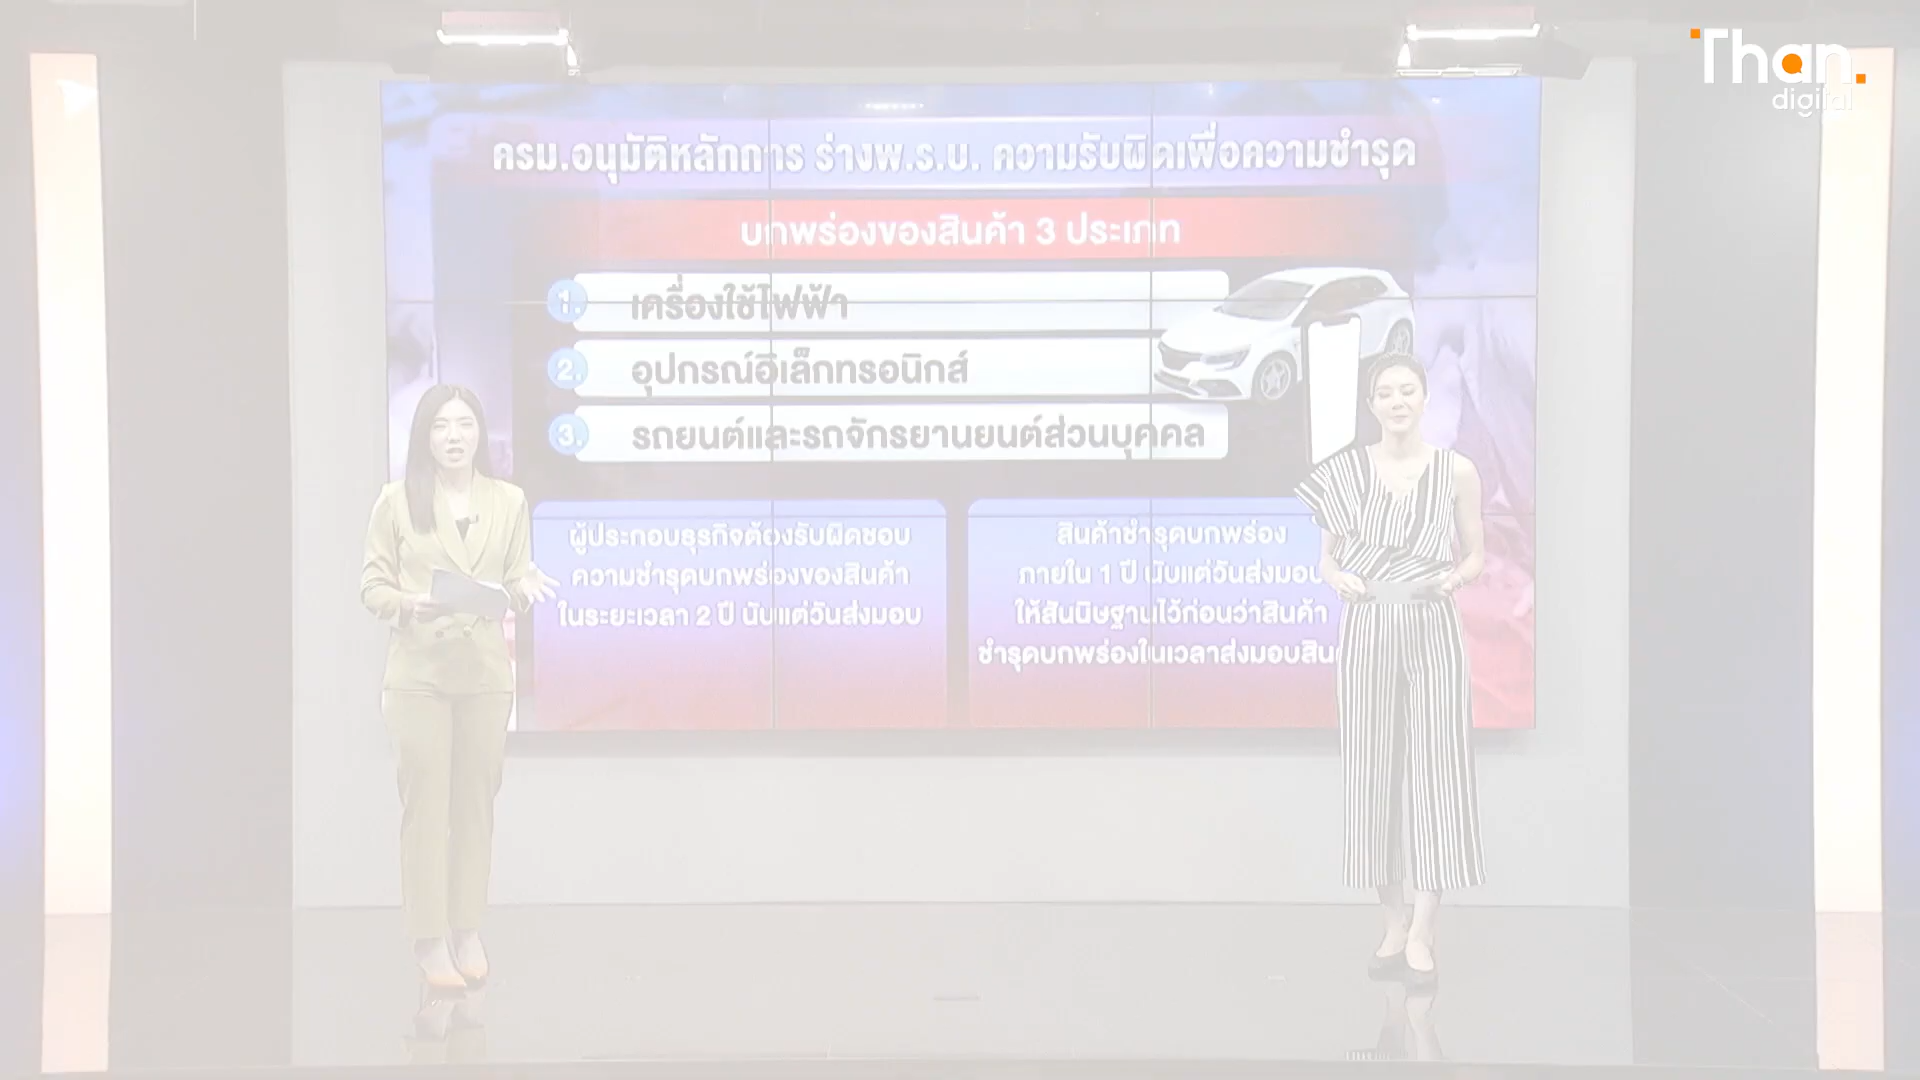 Than.
digital
ครม.อนุมัติหลักการ ร่างพ.ร.บ. ความรับผิดเพื่อความชำรุด
บกพร่องของสินค้า 3 ประเภท
1. เครื่องใช้ไฟฟ้า
2. อุปกรณ์อิเล็กทรอนิกส์
3. รถยนต์และรถจักรยานยนต์ส่วนบุคคล
ผู้ประกอบธุรกิจต้องรับผิดชอบ
ความชำรุดบกพร่องของสินค้า
ในระยะเวลา 2 ปี นับแต่วันส่งมอบ
สินค้าชำรุดบกพร่อง
ภายใน 1 ปี นับแต่วันส่งมอบ
ให้สันนิษฐานไว้ก่อนว่าสินค้า
ชำรุดบกพร่องในเวลาส่งมอบ